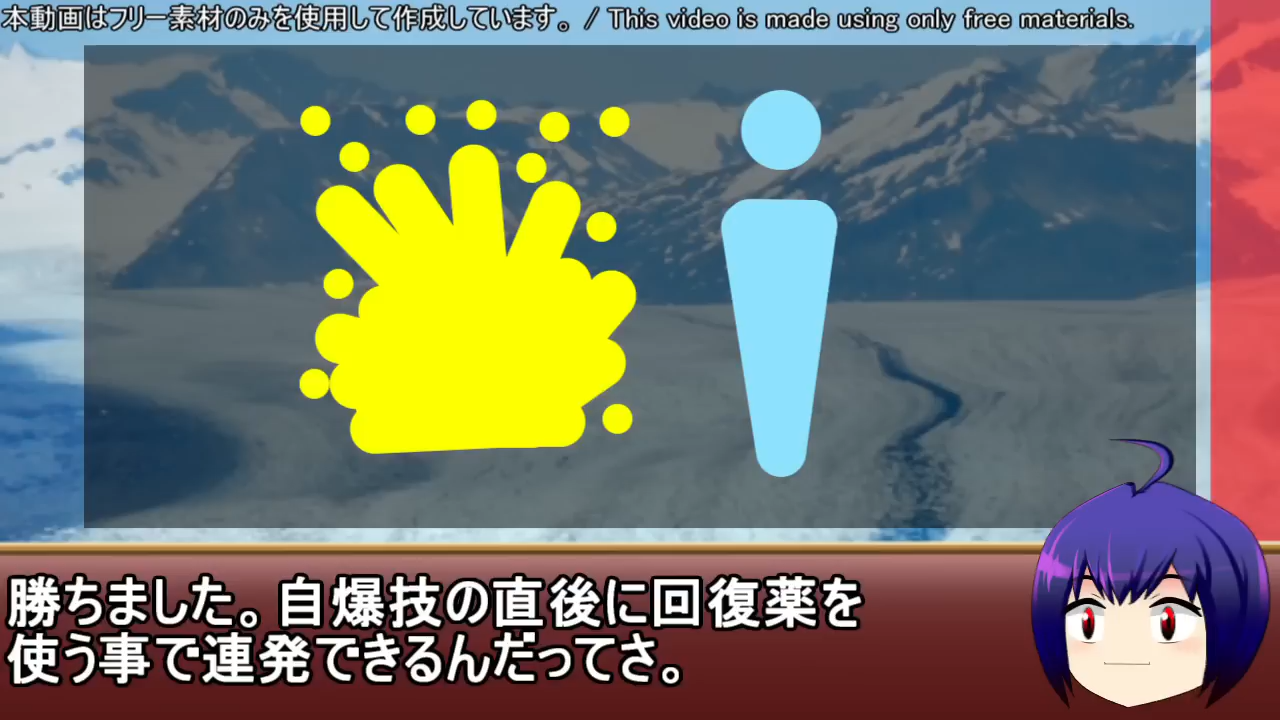 本動画はフリー素材のみを使用して作成しています。 / This video is made using only free materials.
勝ちました。自爆技の直後に回復薬を
使う事で連発できるんだってさ。